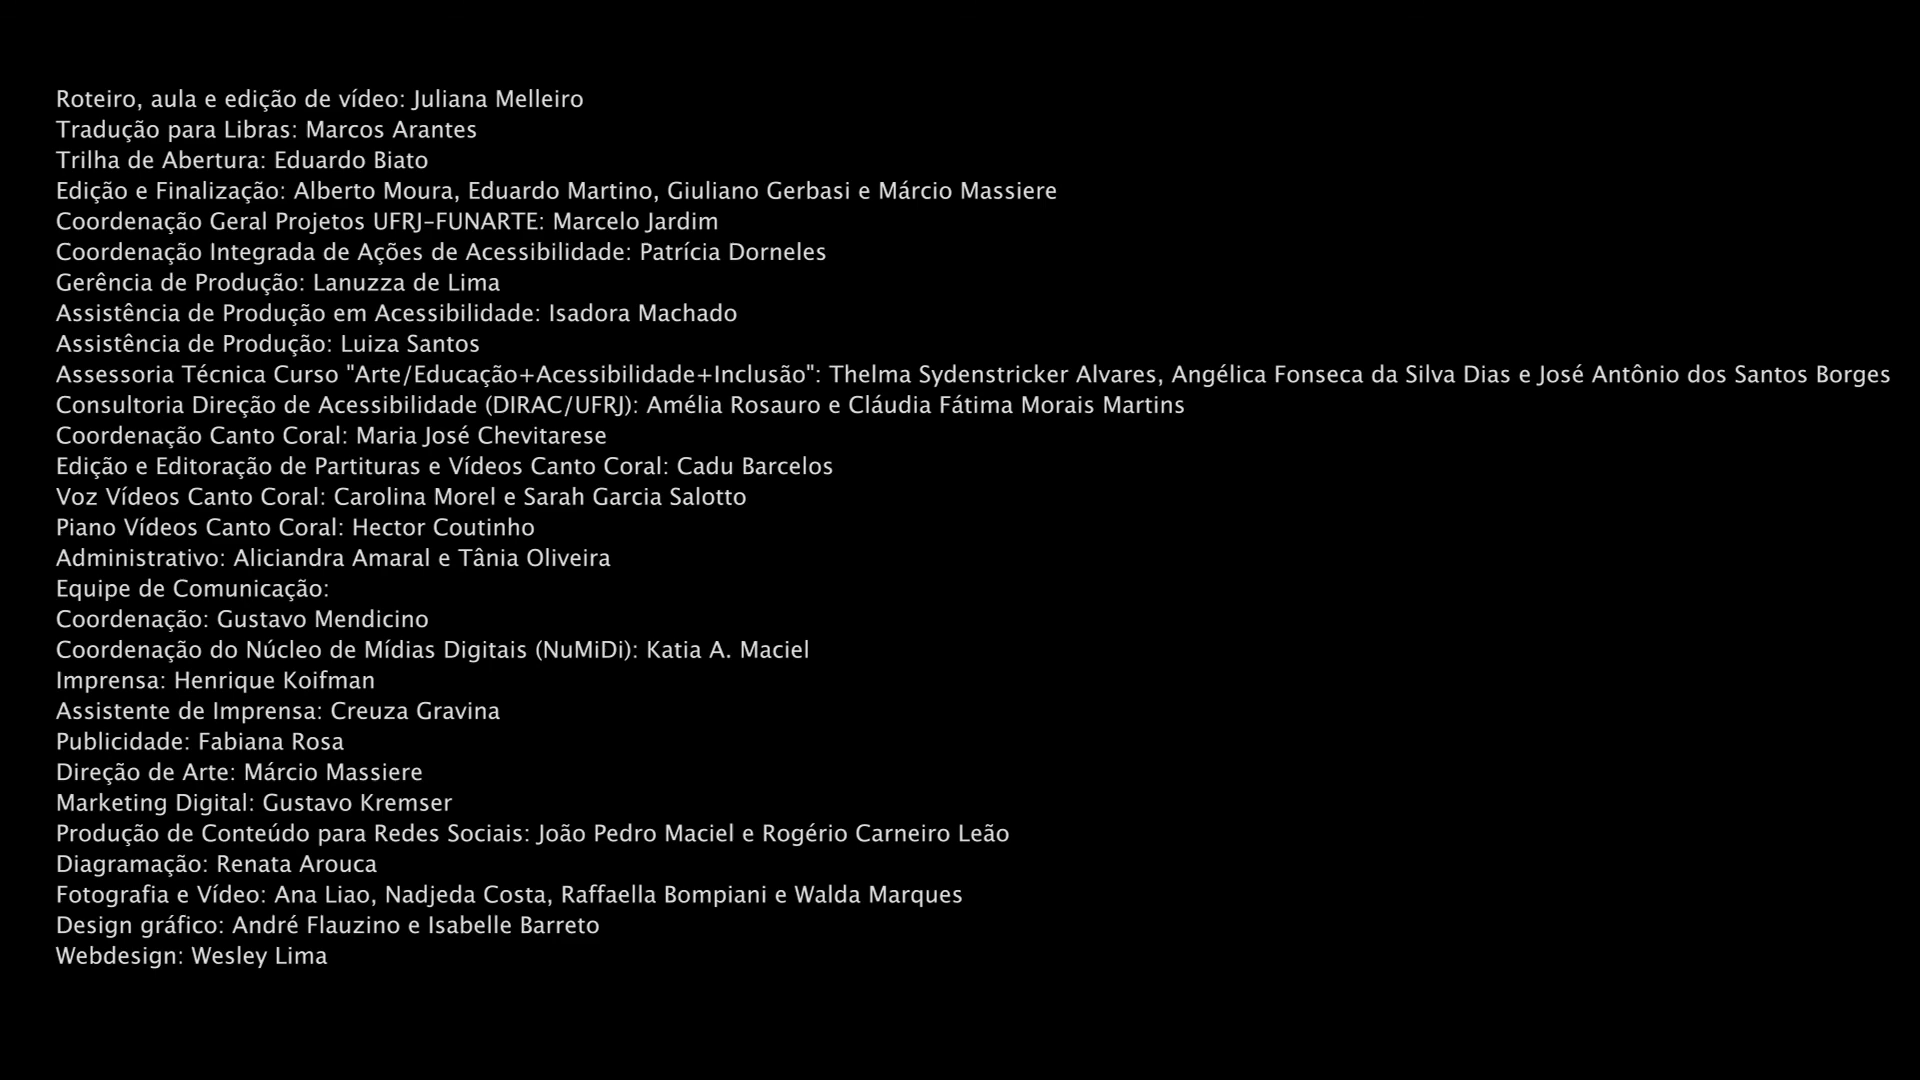 Roteiro, aula e edição de vídeo: Juliana Melleiro
Tradução para Libras: Marcos Arantes
Trilha de Abertura: Eduardo Biato
Edição e Finalização: Alberto Moura, Eduardo Martino, Giuliano Gerbasi e Márcio Massiere
Coordenação Geral Projetos UFRJ-FUNARTE: Marcelo Jardim
Coordenação Integrada de Ações de Acessibilidade: Patrícia Dorneles
Gerência de Produção: Lanuzza de Lima
Assistência de Produção em Acessibilidade: Isadora Machado
Assistência de Produção: Luiza Santos
Assessoria Técnica Curso "Arte/Educação+Acessibilidade+Inclusão": Thelma Sydenstricker Alvares, Angélica Fonseca da Silva Dias e José Antônio dos Santos Borges
Consultoria Direção de Acessibilidade (DIRAC/UFRJ): Amélia Rosauro e Cláudia Fátima Morais Martins
Coordenação Canto Coral: Maria José Chevitarese
Edição e Editoração de Partituras e Vídeos Canto Coral: Cadu Barcelos
Voz Vídeos Canto Coral: Carolina Morel e Sarah Garcia Salotto
Piano Vídeos Canto Coral: Hector Coutinho
Administrativo: Aliciandra Amaral e Tânia Oliveira
Equipe de Comunicação:
Coordenação: Gustavo Mendicino
Coordenação do Núcleo de Mídias Digitais (NuMiDi): Katia A. Maciel
Imprensa: Henrique Koifman
Assistente de Imprensa: Creuza Gravina
Publicidade: Fabiana Rosa
Direção de Arte: Márcio Massiere
Marketing Digital: Gustavo Kremser
Produção de Conteúdo para Redes Sociais: João Pedro Maciel e Rogério Carneiro Leão
Diagramação: Renata Arouca
Fotografia e Vídeo: Ana Liao, Nadjeda Costa, Raffaella Bompiani e Walda Marques
Design gráfico: André Flauzino e Isabelle Barreto
Webdesign: Wesley Lima